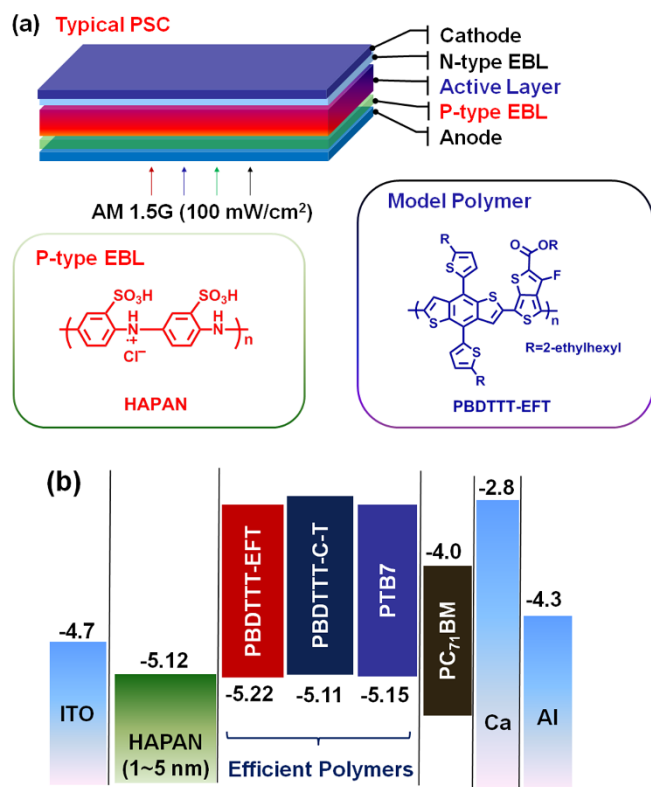 (a) Typical PSC
Cathode
N-type EBL
Active Layer
P-type EBL
Anode
AM 1.5G (100 mW/cm²)
P-type EBL
SO₃H SO₃H
H H
N N
•+
Cl⁻
n
HAPAN
Model Polymer
R
S
O OR
S
F
S
S
S
n
S
R
R=2-ethylhexyl
PBDTTT-EFT
(b)
-4.7
ITO
-5.12
HAPAN
(1~5 nm)
PBDTTT-EFT
-5.22
PBDTTT-C-T
-5.11
PTB7
-5.15
Efficient Polymers
-4.0
PC₇₁BM
-2.8
Ca
-4.3
Al